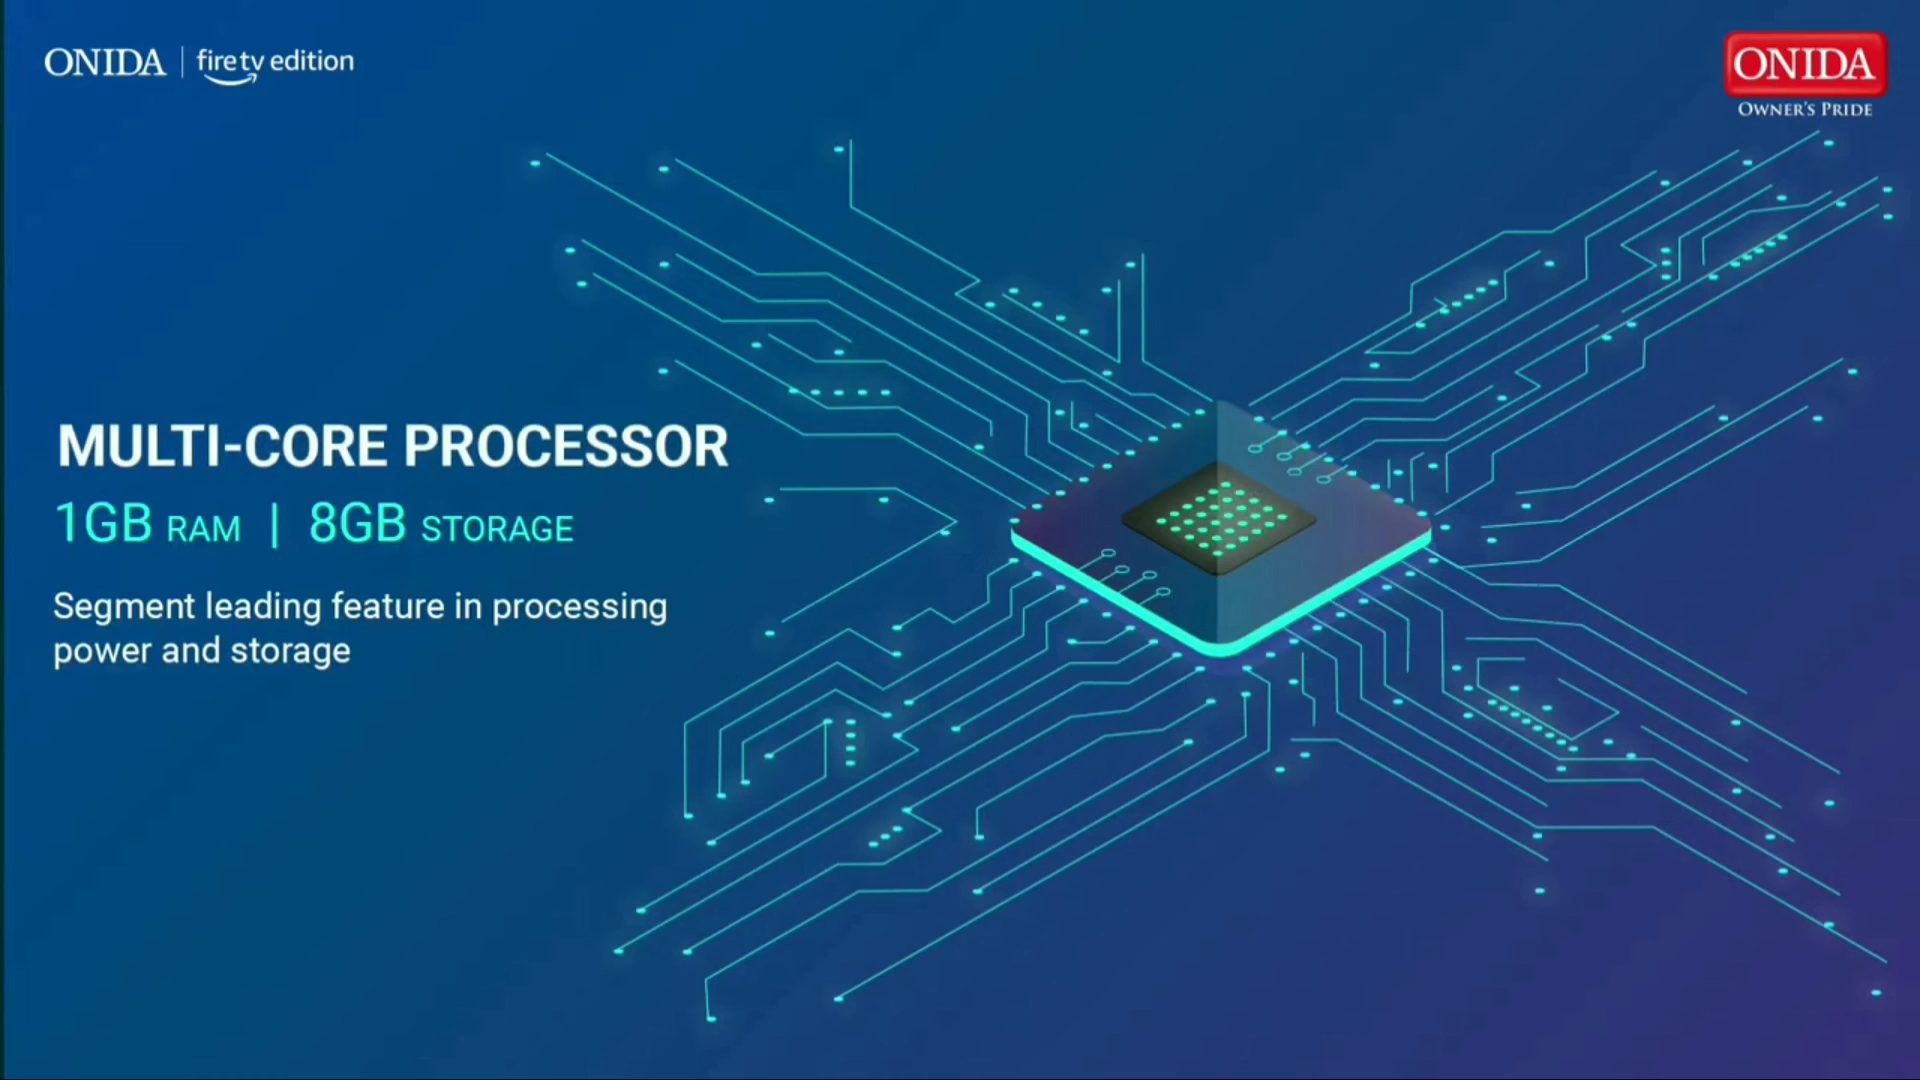 ONIDA | fire tv edition
ONIDA
OWNER'S PRIDE
MULTI-CORE PROCESSOR
1GB RAM | 8GB STORAGE
Segment leading feature in processing
power and storage